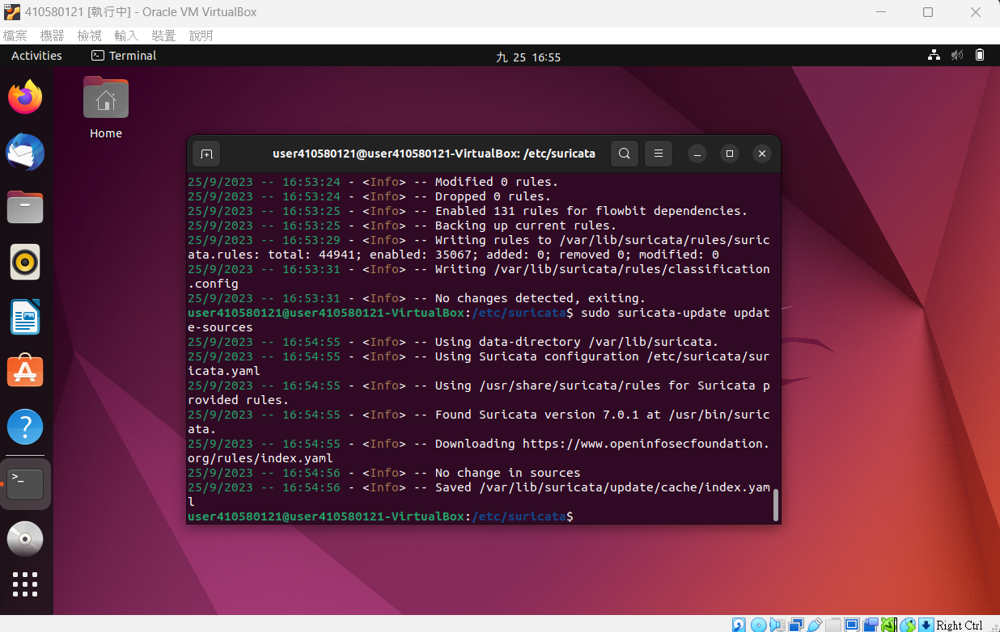 410580121 [執行中] - Oracle VM VirtualBox
檔案 機器 檢視 輸入 裝置 說明
Activities Terminal 九 25 16:55
Home
user410580121@user410580121-VirtualBox: /etc/suricata
25/9/2023 -- 16:53:24 - <Info> -- Modified 0 rules.
25/9/2023 -- 16:53:24 - <Info> -- Dropped 0 rules.
25/9/2023 -- 16:53:25 - <Info> -- Enabled 131 rules for flowbit dependencies.
25/9/2023 -- 16:53:25 - <Info> -- Backing up current rules.
25/9/2023 -- 16:53:29 - <Info> -- Writing rules to /var/lib/suricata/rules/suric
ata.rules: total: 44941; enabled: 35067; added: 0; removed 0; modified: 0
25/9/2023 -- 16:53:31 - <Info> -- Writing /var/lib/suricata/rules/classification
.config
25/9/2023 -- 16:53:31 - <Info> -- No changes detected, exiting.
user410580121@user410580121-VirtualBox:/etc/suricata$ sudo suricata-update updat
e-sources
25/9/2023 -- 16:54:55 - <Info> -- Using data-directory /var/lib/suricata.
25/9/2023 -- 16:54:55 - <Info> -- Using Suricata configuration /etc/suricata/sur
icata.yaml
25/9/2023 -- 16:54:55 - <Info> -- Using /usr/share/suricata/rules for Suricata p
rovided rules.
25/9/2023 -- 16:54:55 - <Info> -- Found Suricata version 7.0.1 at /usr/bin/suric
ata.
25/9/2023 -- 16:54:55 - <Info> -- Downloading https://www.openinfosecfoundation.
org/rules/index.yaml
25/9/2023 -- 16:54:56 - <Info> -- No change in sources
25/9/2023 -- 16:54:56 - <Info> -- Saved /var/lib/suricata/update/cache/index.yam
l
user410580121@user410580121-VirtualBox:/etc/suricata$
Right Ctrl